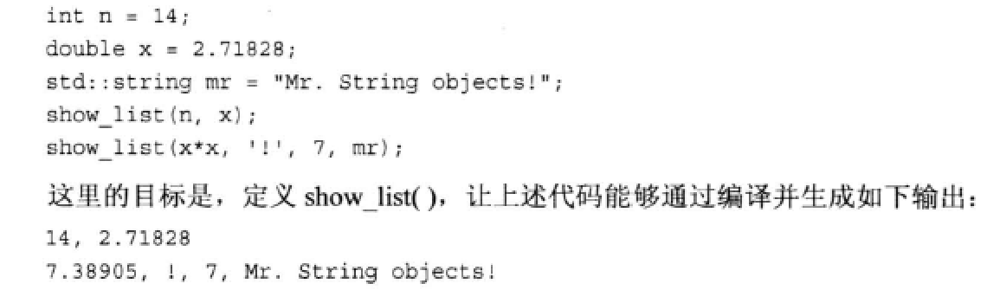 int n = 14;
double x = 2.71828;
std::string mr = "Mr. String objects!";
show_list(n, x);
show_list(x*x, '!', 7, mr);
这里的目标是，定义 show_list( )，让上述代码能够通过编译并生成如下输出：
14, 2.71828
7.38905, !, 7, Mr. String objects!